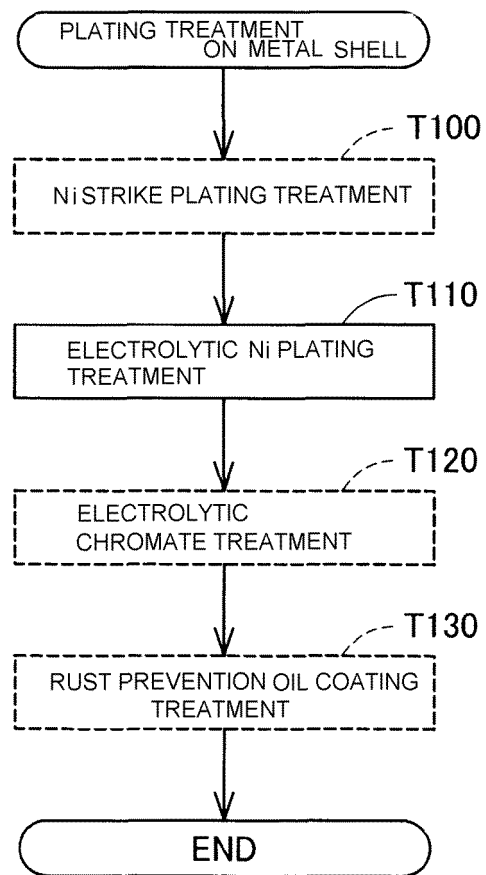 PLATING TREATMENT
ON METAL SHELL
T100
Ni STRIKE PLATING TREATMENT
T110
ELECTROLYTIC Ni PLATING
TREATMENT
T120
ELECTROLYTIC
CHROMATE TREATMENT
T130
RUST PREVENTION OIL COATING
TREATMENT
END